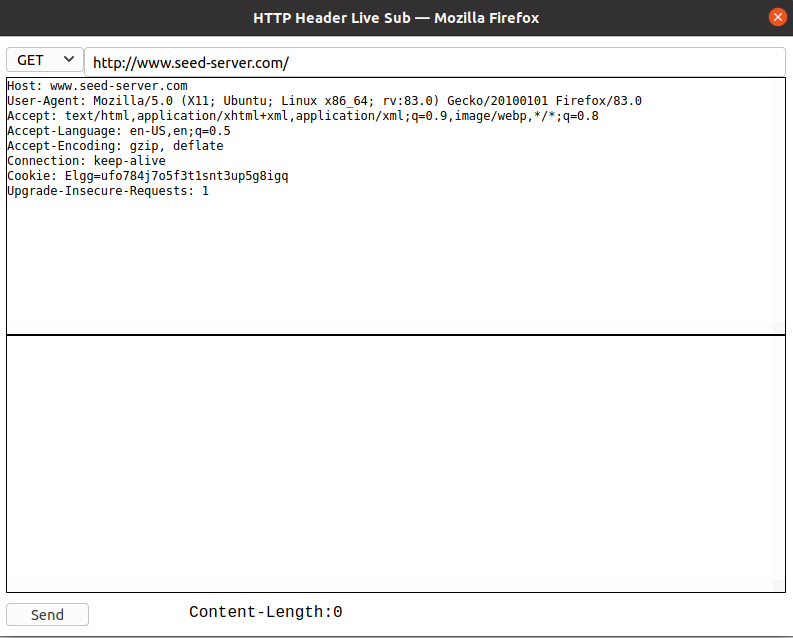 HTTP Header Live Sub — Mozilla Firefox
GET http://www.seed-server.com/
Host: www.seed-server.com
User-Agent: Mozilla/5.0 (X11; Ubuntu; Linux x86_64; rv:83.0) Gecko/20100101 Firefox/83.0
Accept: text/html,application/xhtml+xml,application/xml;q=0.9,image/webp,*/*;q=0.8
Accept-Language: en-US,en;q=0.5
Accept-Encoding: gzip, deflate
Connection: keep-alive
Cookie: Elgg=ufo784j7o5f3t1snt3up5g8igq
Upgrade-Insecure-Requests: 1
Send Content-Length:0